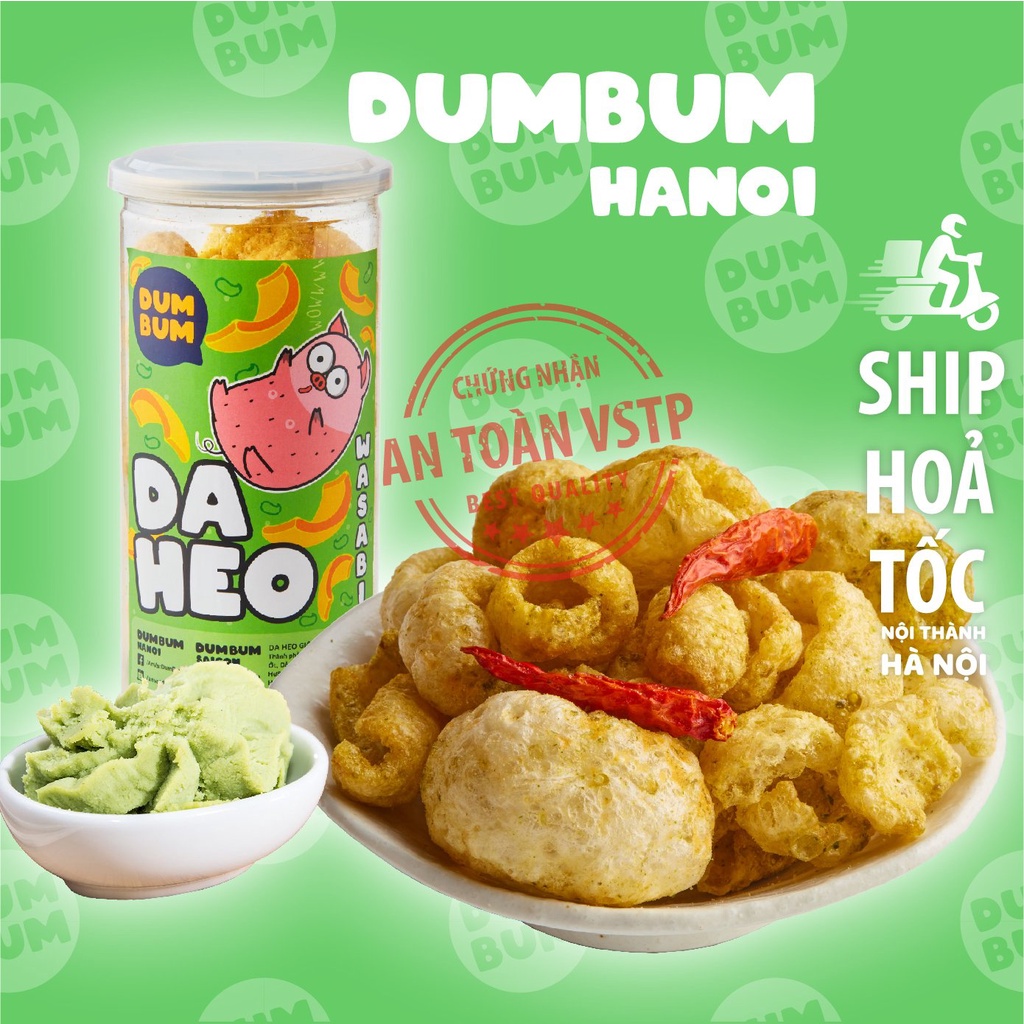 DUMBUM
HANOI
DUM
BUM
WASABI
DA
HEO
DUMBUM
HANOI
DUMBUM
SAIGON
CHỨNG NHẬN
AN TOÀN VSTP
BEST QUALITY
SHIP
HOẢ
TỐC
NỘI THÀNH
HÀ NỘI